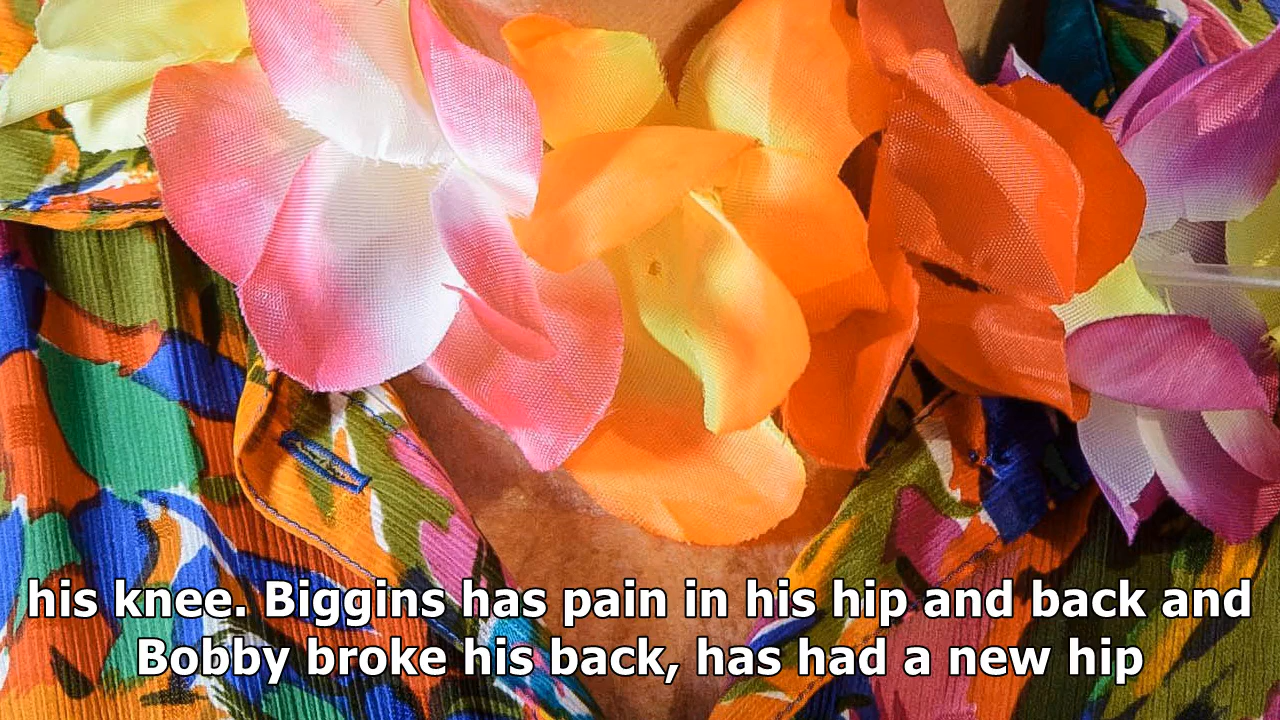 his knee. Biggins has pain in his hip and back and
Bobby broke his back, has had a new hip